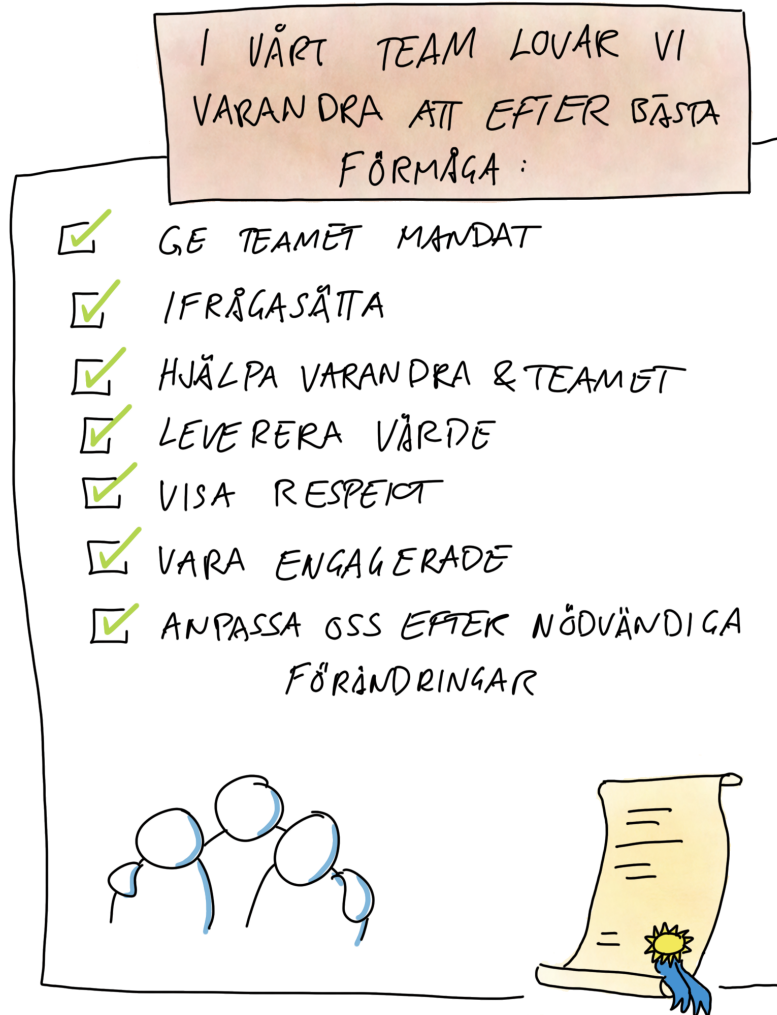 I VÅRT TEAM LOVAR VI
VARANDRA ATT EFTER BÄSTA
FÖRMÅGA:
GE TEAMET MANDAT
IFRÅGASÄTTA
HJÄLPA VARANDRA & TEAMET
LEVERERA VÄRDE
VISA RESPEKT
VARA ENGAGERADE
ANPASSA OSS EFTER NÖDVÄNDIGA
FÖRÄNDRINGAR